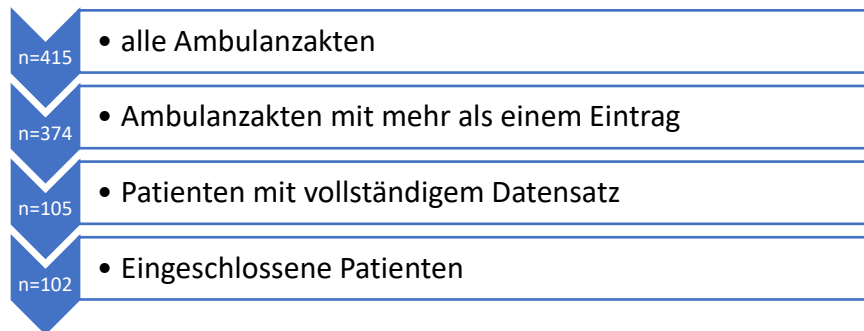 n=415
• alle Ambulanzakten
n=374
• Ambulanzakten mit mehr als einem Eintrag
n=105
• Patienten mit vollständigem Datensatz
n=102
• Eingeschlossene Patienten